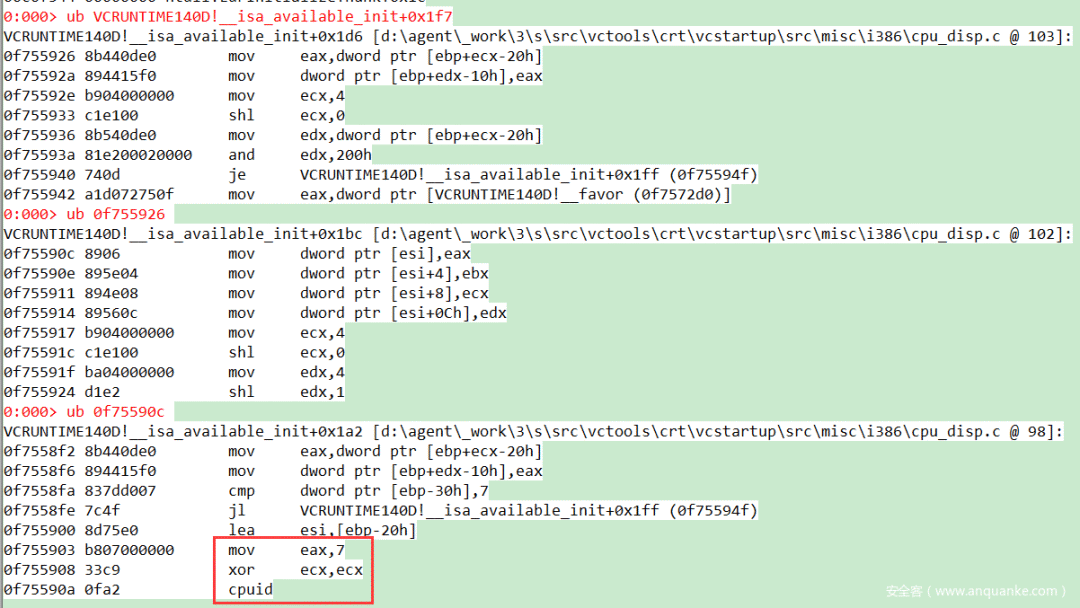 0:000> ub VCRUNTIME140D!__isa_available_init+0x1f7
VCRUNTIME140D!__isa_available_init+0x1d6 [d:\agent\_work\3\s\src\vctools\crt\vcstartup\src\misc\i386\cpu_disp.c @ 103]:
0f755926 8b440de0 mov eax,dword ptr [ebp+ecx-20h]
0f75592a 894415f0 mov dword ptr [ebp+edx-10h],eax
0f75592e b904000000 mov ecx,4
0f755933 c1e100 shl ecx,0
0f755936 8b540de0 mov edx,dword ptr [ebp+ecx-20h]
0f75593a 81e200020000 and edx,200h
0f755940 740d je VCRUNTIME140D!__isa_available_init+0x1ff (0f75594f)
0f755942 a1d072750f mov eax,dword ptr [VCRUNTIME140D!__favor (0f7572d0)]
0:000> ub 0f755926
VCRUNTIME140D!__isa_available_init+0x1bc [d:\agent\_work\3\s\src\vctools\crt\vcstartup\src\misc\i386\cpu_disp.c @ 102]:
0f75590c 8906 mov dword ptr [esi],eax
0f75590e 895e04 mov dword ptr [esi+4],ebx
0f755911 894e08 mov dword ptr [esi+8],ecx
0f755914 89560c mov dword ptr [esi+0Ch],edx
0f755917 b904000000 mov ecx,4
0f75591c c1e100 shl ecx,0
0f75591f ba04000000 mov edx,4
0f755924 d1e2 shl edx,1
0:000> ub 0f75590c
VCRUNTIME140D!__isa_available_init+0x1a2 [d:\agent\_work\3\s\src\vctools\crt\vcstartup\src\misc\i386\cpu_disp.c @ 98]:
0f7558f2 8b440de0 mov eax,dword ptr [ebp+ecx-20h]
0f7558f6 894415f0 mov dword ptr [ebp+edx-10h],eax
0f7558fa 837dd007 cmp dword ptr [ebp-30h],7
0f7558fe 7c4f jl VCRUNTIME140D!__isa_available_init+0x1ff (0f75594f)
0f755900 8d75e0 lea esi,[ebp-20h]
0f755903 b807000000 mov eax,7
0f755908 33c9 xor ecx,ecx
0f75590a 0fa2 cpuid
安全客（www.anquanke.com）